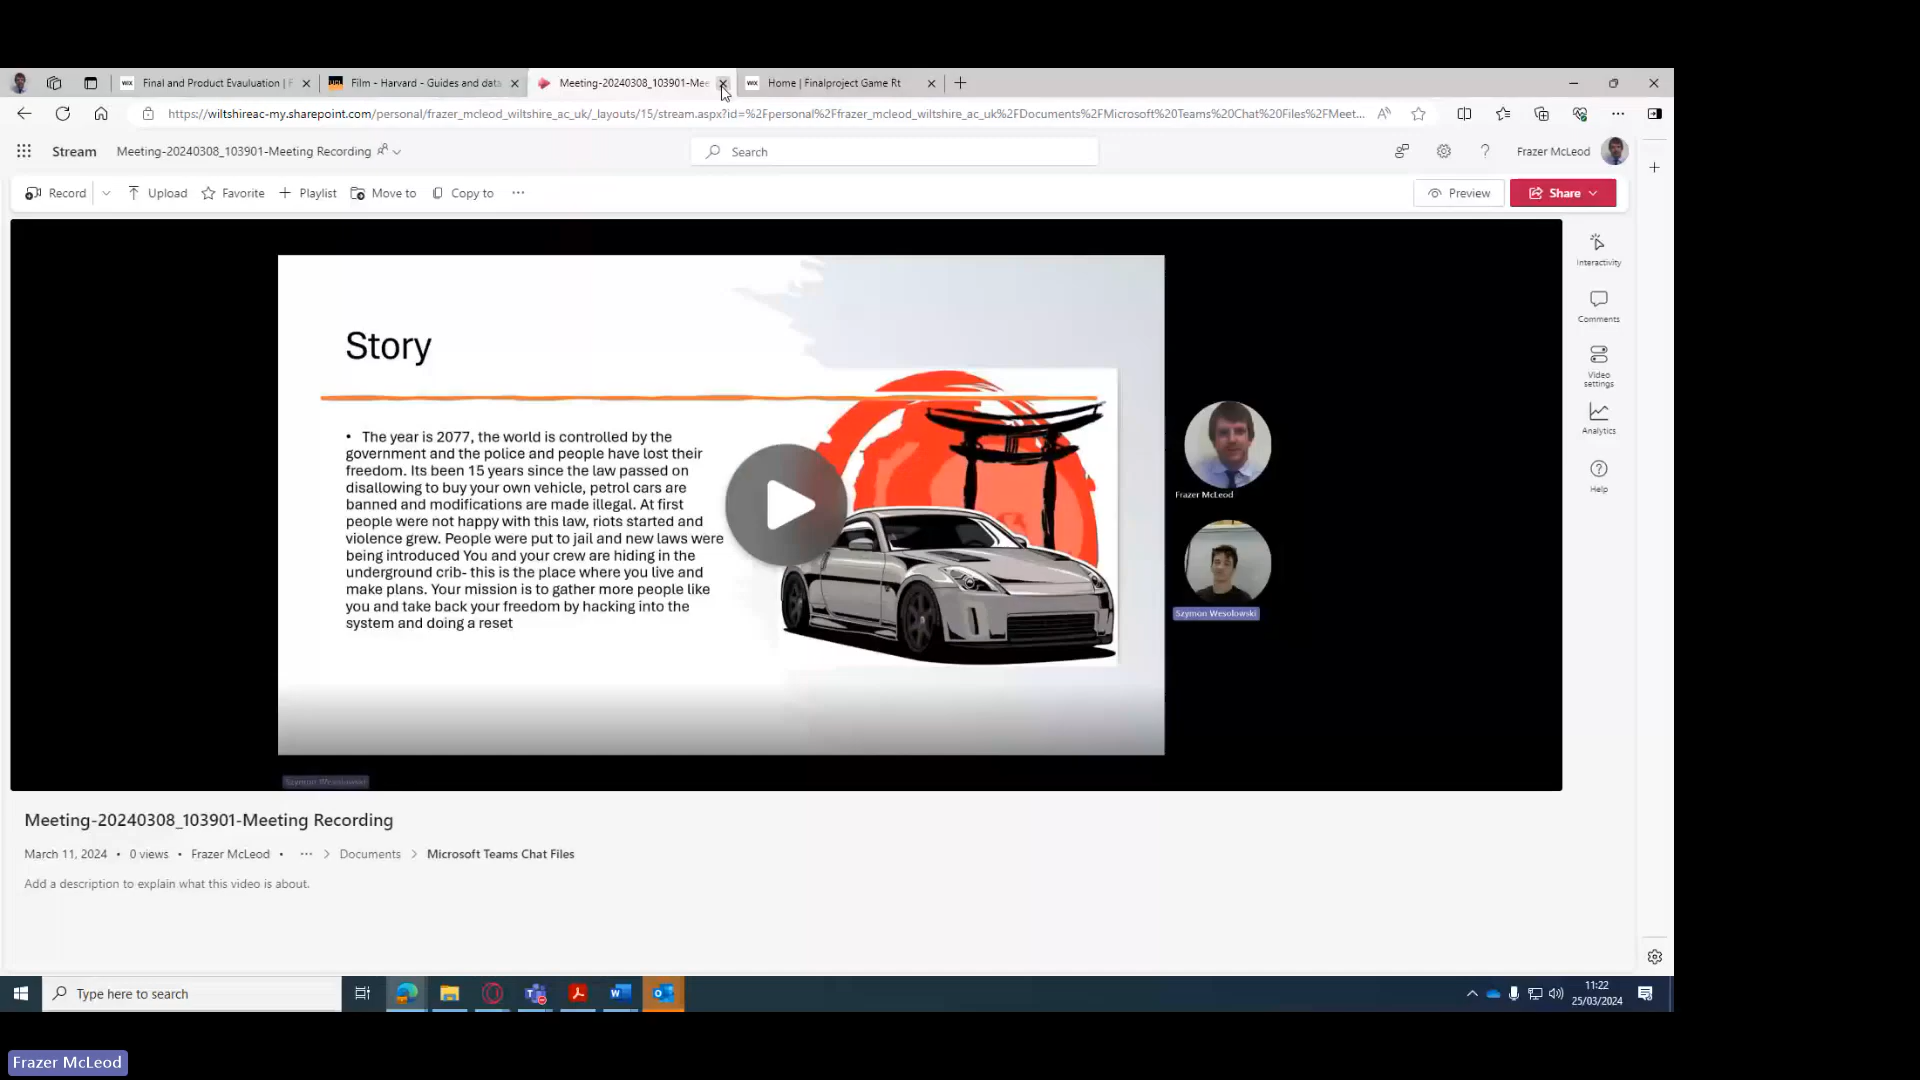 Final and Product Evauluation | F
Film - Harvard - Guides and data
Meeting-20240308_103901-Mee
Home | Finalproject Game Rt
https://wiltshireac-my.sharepoint.com/personal/frazer_mcleod_wiltshire_ac_uk/_layouts/15/stream.aspx?id=%2Fpersonal%2Ffrazer_mcleod_wiltshire_ac_uk%2FDocuments%2FMicrosoft%20Teams%20Chat%20Files%2FMeet...
Stream
Meeting-20240308_103901-Meeting Recording
Search
Frazer McLeod
Record
Upload
Favorite
Playlist
Move to
Copy to
Preview
Share
Interactivity
Comments
Video
settings
Analytics
Help
Story
• The year is 2077, the world is controlled by the
government and the police and people have lost their
freedom. Its been 15 years since the law passed on
disallowing to buy your own vehicle, petrol cars are
banned and modifications are made illegal. At first
people were not happy with this law, riots started and
violence grew. People were put to jail and new laws were
being introduced You and your crew are hiding in the
underground crib- this is the place where you live and
make plans. Your mission is to gather more people like
you and take back your freedom by hacking into the
system and doing a reset
Frazer McLeod
Szymon Wesolowski
Szymon Wesolowski
Meeting-20240308_103901-Meeting Recording
March 11, 2024 • 0 views • Frazer McLeod • ... > Documents > Microsoft Teams Chat Files
Add a description to explain what this video is about.
Type here to search
11:22
25/03/2024
Frazer McLeod